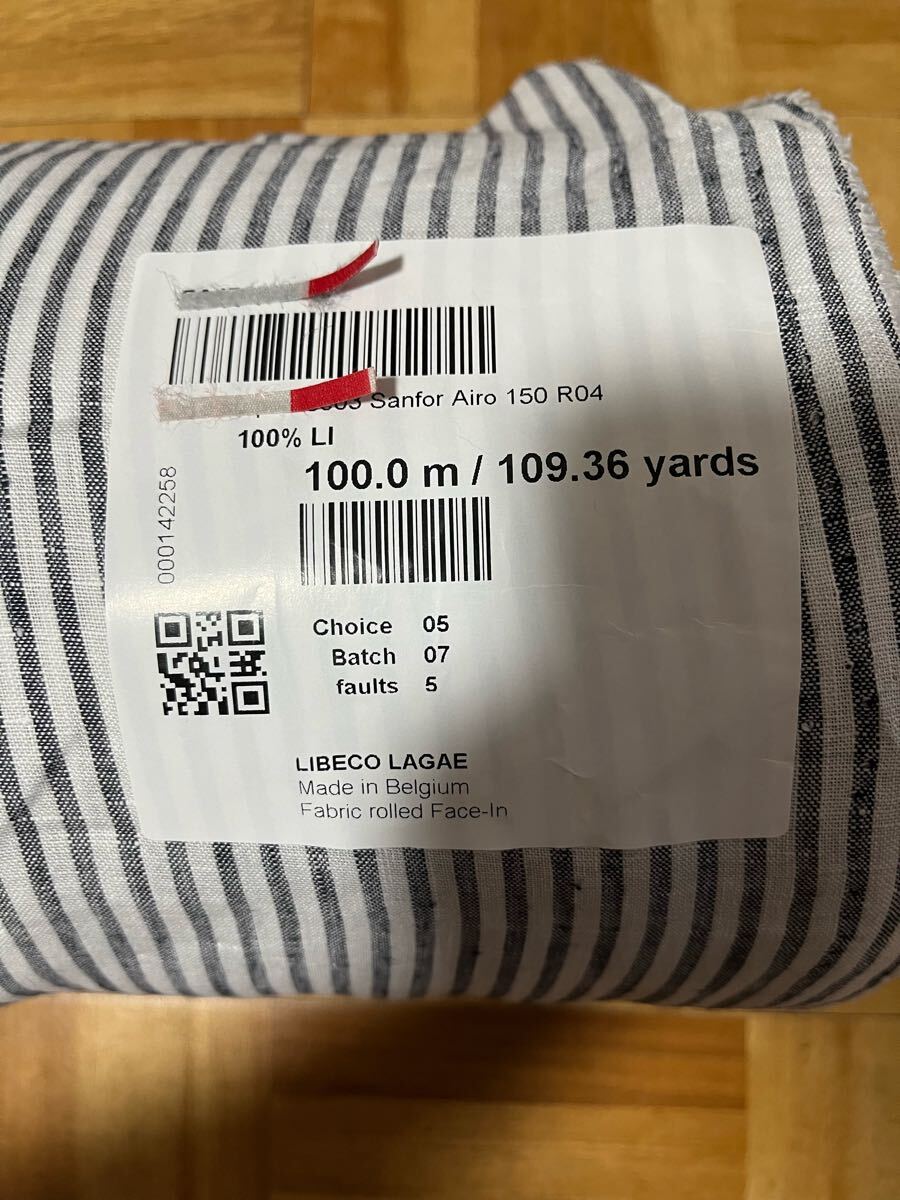 Sanfor Airo 150 R04
100% LI
100.0 m / 109.36 yards
000142258
Choice 05
Batch 07
faults 5
LIBECO LAGAE
Made in Belgium
Fabric rolled Face-In